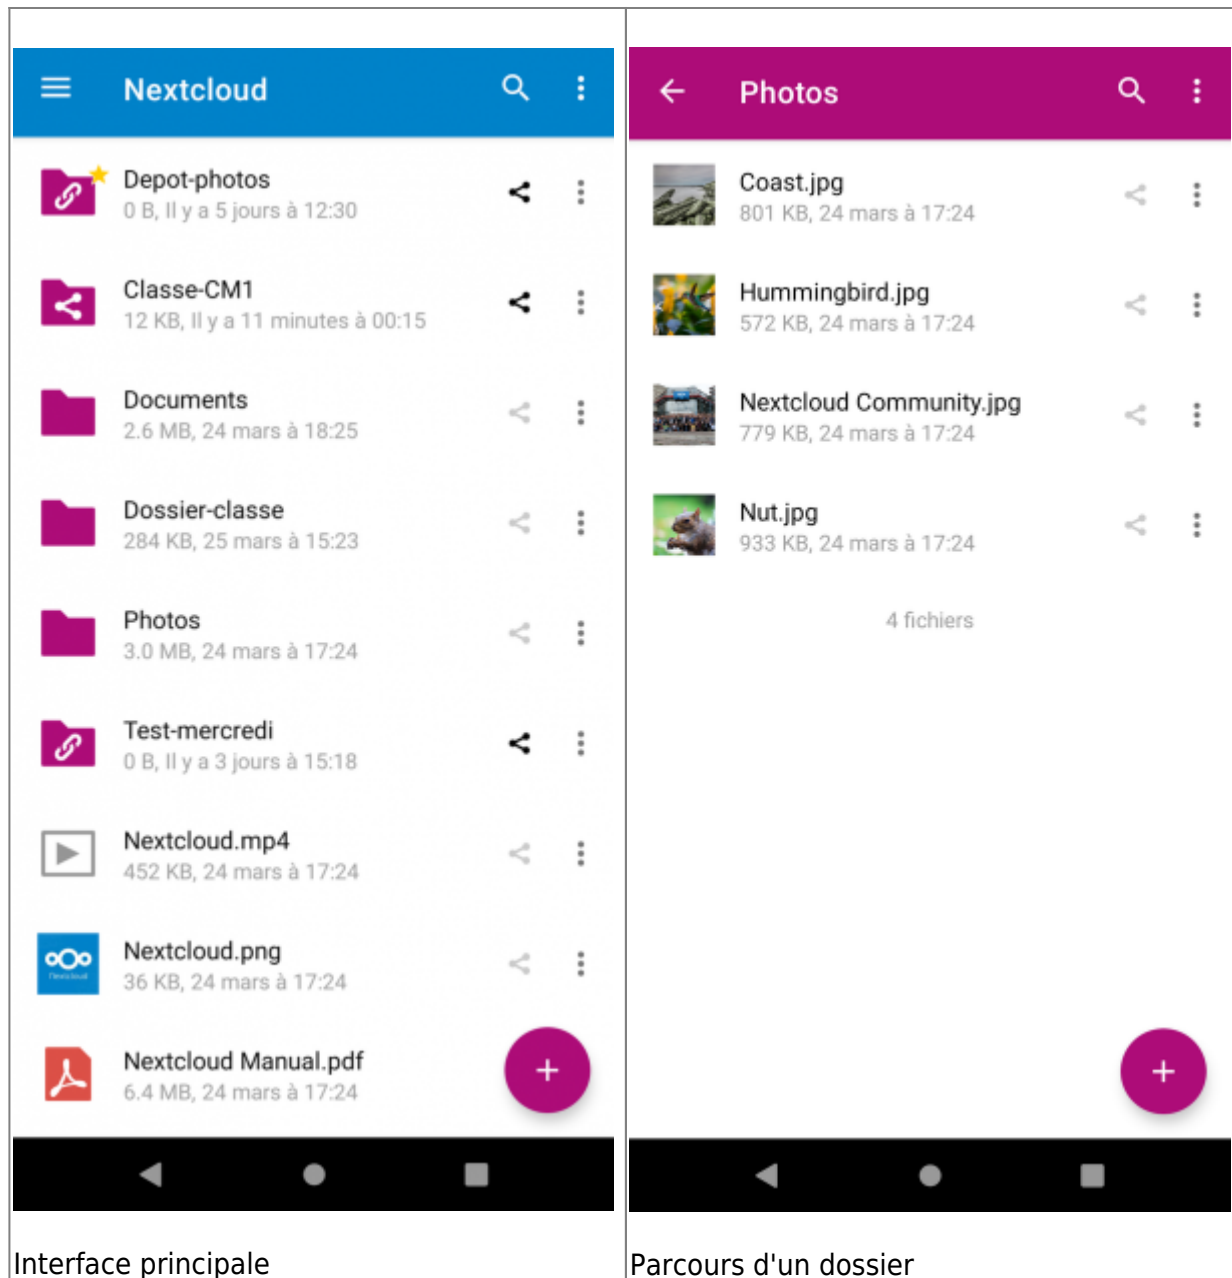 Nextcloud
Depot-photos
0 B, Il y a 5 jours à 12:30
Classe-CM1
12 KB, Il y a 11 minutes à 00:15
Documents
2.6 MB, 24 mars à 18:25
Dossier-classe
284 KB, 25 mars à 15:23
Photos
3.0 MB, 24 mars à 17:24
Test-mercredi
0 B, Il y a 3 jours à 15:18
Nextcloud.mp4
452 KB, 24 mars à 17:24
Nextcloud.png
36 KB, 24 mars à 17:24
Nextcloud Manual.pdf
6.4 MB, 24 mars à 17:24
Interface principale
Photos
Coast.jpg
801 KB, 24 mars à 17:24
Hummingbird.jpg
572 KB, 24 mars à 17:24
Nextcloud Community.jpg
779 KB, 24 mars à 17:24
Nut.jpg
933 KB, 24 mars à 17:24
4 fichiers
Parcours d'un dossier